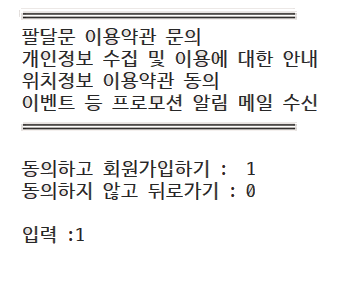 팔달문 이용약관 문의
개인정보 수집 및 이용에 대한 안내
위치정보 이용약관 동의
이벤트 등 프로모션 알림 메일 수신
동의하고 회원가입하기 : 1
동의하지 않고 뒤로가기 : 0
입력 :1